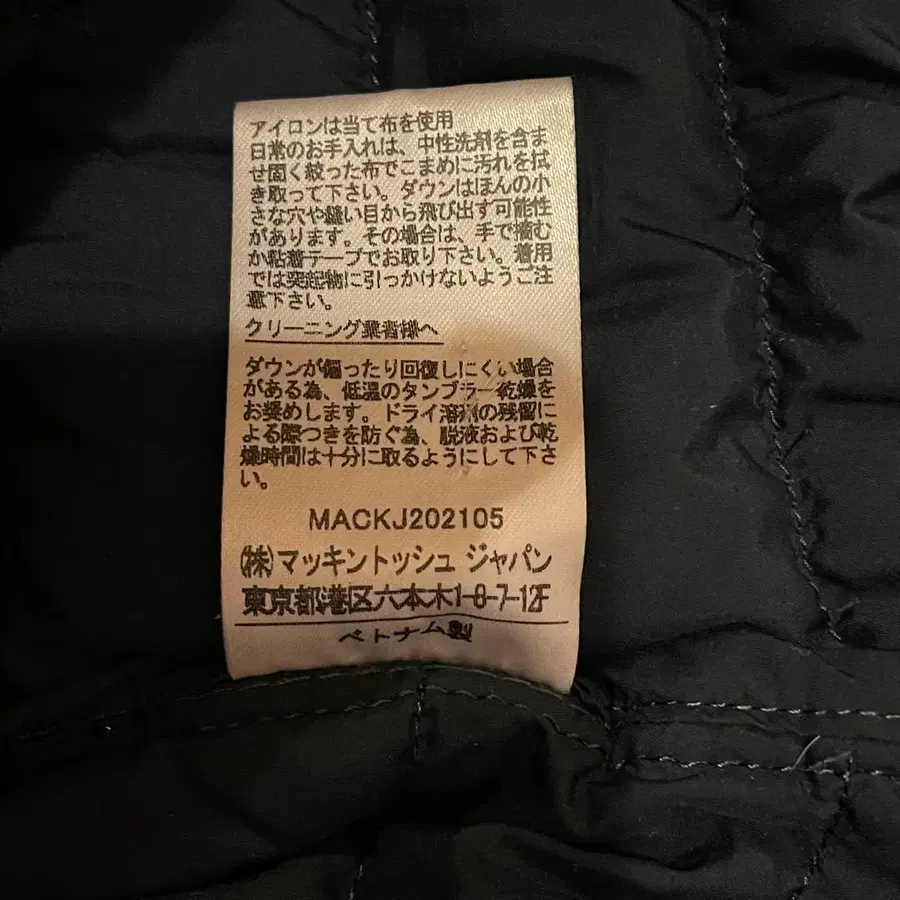 アイロンは当て布を使用
日常のお手入れは、中性洗剤を含ま
せ固く絞った布でこまめに汚れを拭
き取って下さい。ダウンはほんの小
さな穴や縫い目から飛び出す可能性
があります。その場合は、手で摘む
か粘着テープでお取り下さい。着用
では突起物に引っかけないようご注
意下さい。
クリーニング業者様へ
ダウンが偏ったり回復しにくい場合
がある為、低温のタンブラー乾燥を
お奨めします。ドライ溶剤の残留に
よる際つきを防ぐ為、脱液および乾
燥時間は十分に取るようにして下さ
い。
MACKJ202105
(株)マッキントッシュ ジャパン
東京都港区六本木1-8-7-12F
ベトナム製